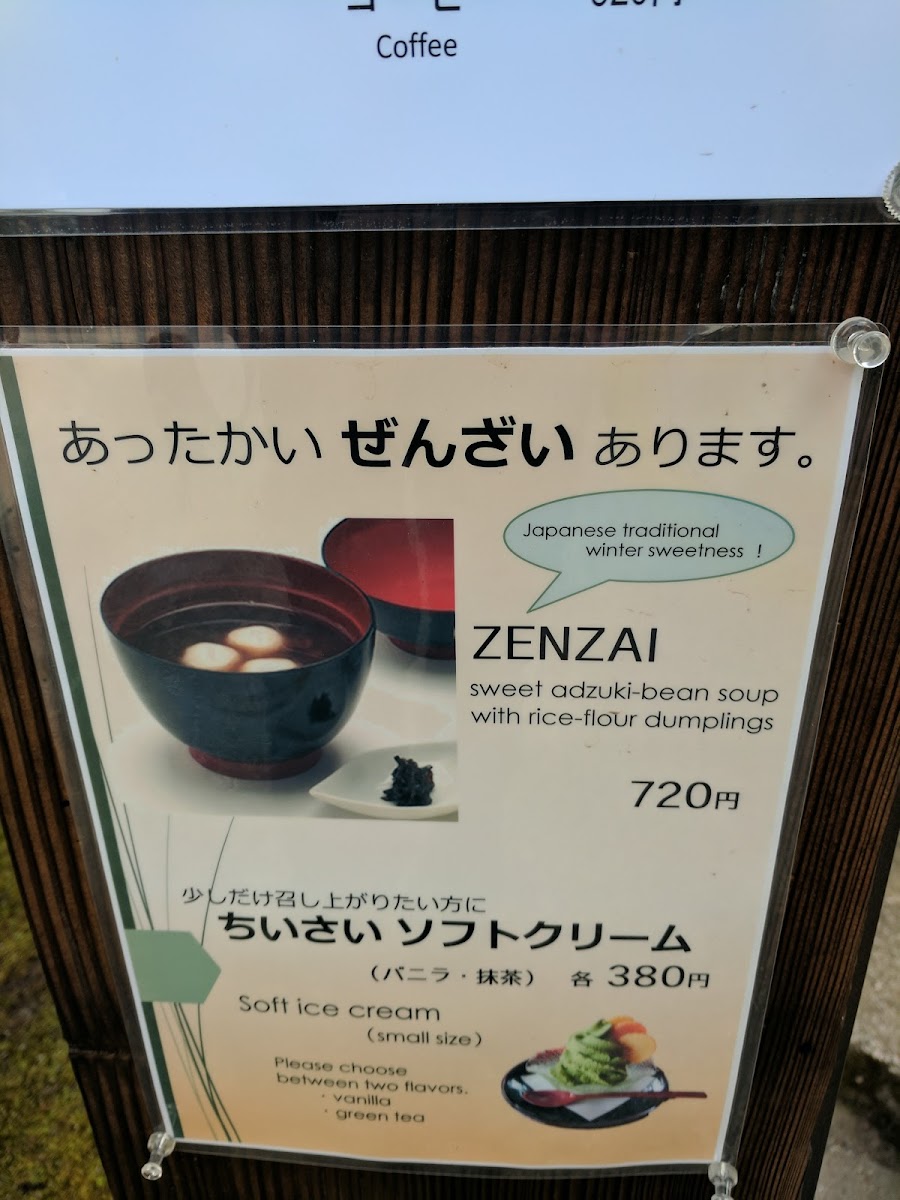 Coffee
あったかい ぜんざい あります。
Japanese traditional
winter sweetness !
ZENZAI
sweet adzuki-bean soup
with rice-flour dumplings
720円
少しだけ召し上がりたい方に
ちいさい ソフトクリーム
（バニラ・抹茶） 各 380円
Soft ice cream
（small size）
Please choose
between two flavors.
・vanilla
・green tea